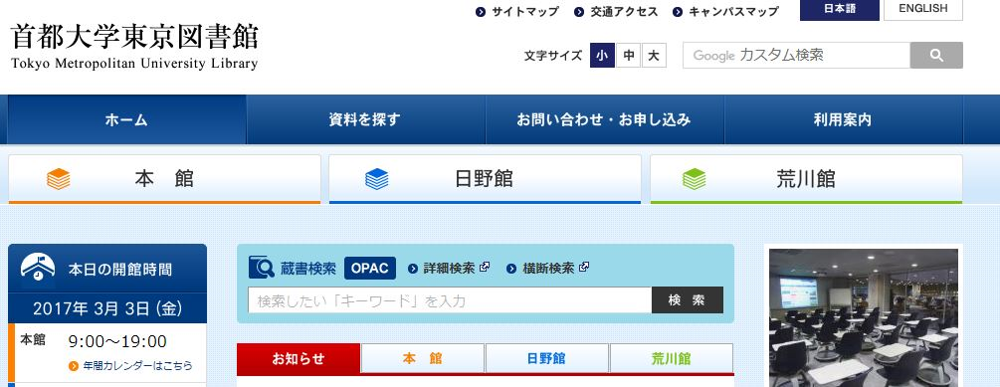 サイトマップ 交通アクセス キャンパスマップ 日本語 ENGLISH
首都大学東京図書館
Tokyo Metropolitan University Library
文字サイズ 小 中 大 Google カスタム検索
ホーム 資料を探す お問い合わせ・お申し込み 利用案内
本 館 日野館 荒川館
本日の開館時間
2017年 3月 3日 (金)
本館 9:00～19:00
年間カレンダーはこちら
蔵書検索 OPAC 詳細検索 横断検索
検索したい「キーワード」を入力 検 索
お知らせ 本 館 日野館 荒川館